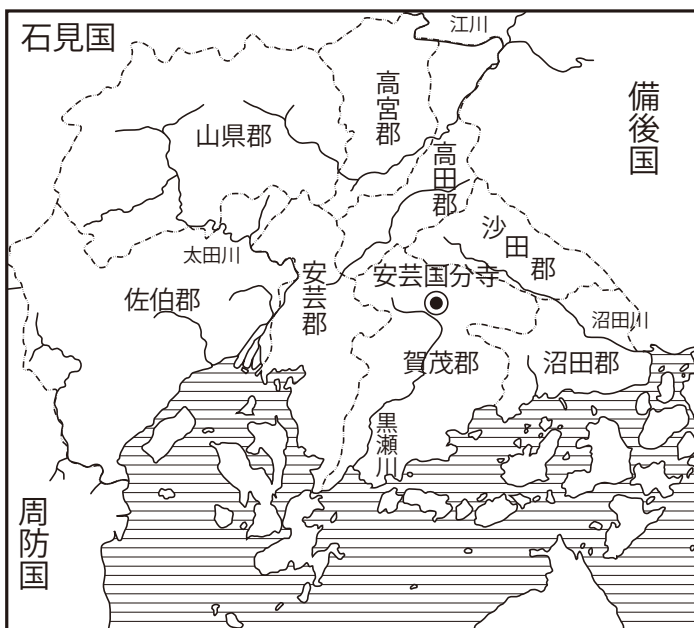 石見国
江川
備後国
高宮郡
山県郡
高田郡
沙田郡
太田川
安芸国分寺
安芸郡
佐伯郡
沼田川
賀茂郡
沼田郡
黒瀬川
周防国